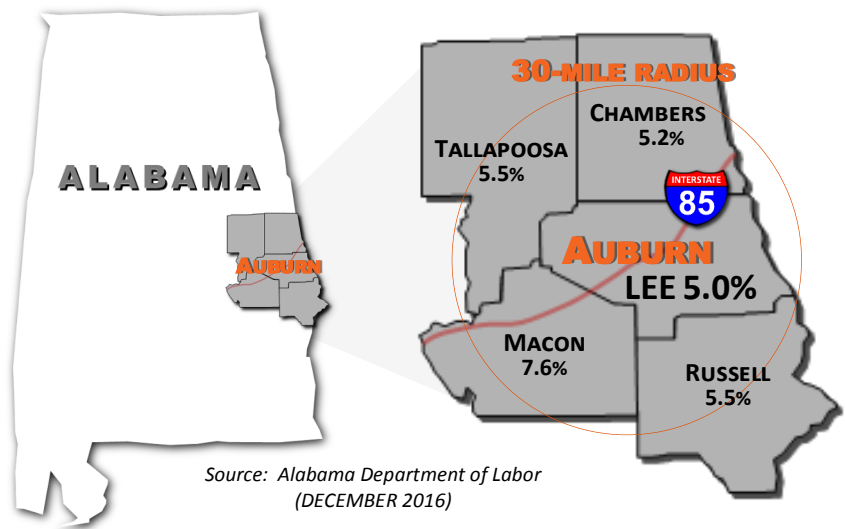 ALABAMA
AUBURN
30-MILE RADIUS
CHAMBERS
5.2%
TALLAPOOSA
5.5%
INTERSTATE
85
AUBURN
LEE 5.0%
MACON
7.6%
RUSSELL
5.5%
Source: Alabama Department of Labor
(DECEMBER 2016)